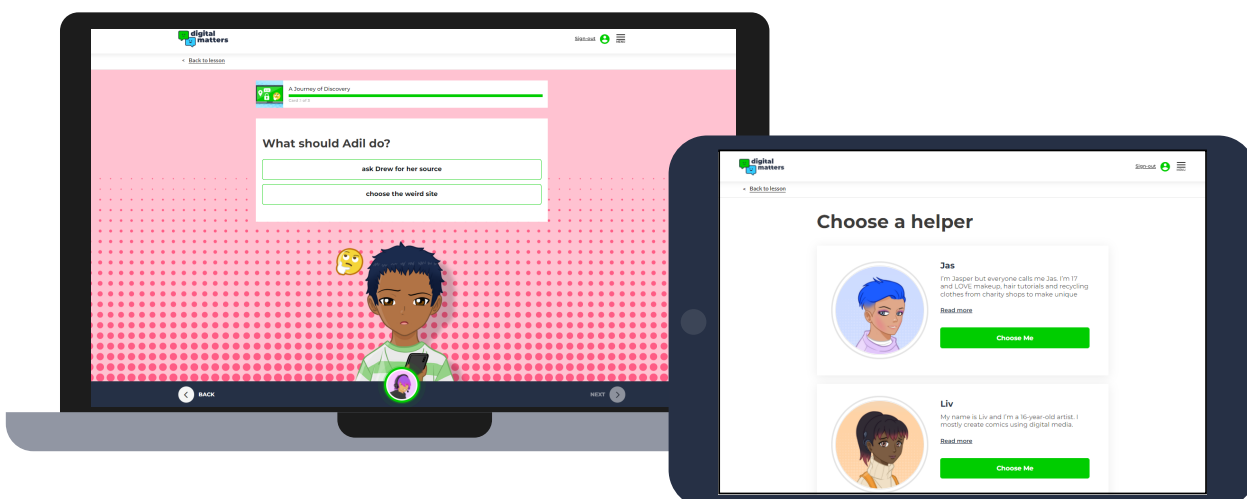 digital
matters
Sign-out
< Back to lesson
A Journey of Discovery
Card 1 of 6
What should Adil do?
ask Drew for her source
choose the weird site
BACK
NEXT
digital
matters
Sign-out
< Back to lesson
Choose a helper
Jas
I'm Jasper but everyone calls me Jas. I'm 17
and LOVE makeup, hair tutorials and recycling
clothes from charity shops to make unique
Read more
Choose Me
Liv
My name is Liv and I'm a 16-year-old artist. I
mostly create comics using digital media.
Read more
Choose Me